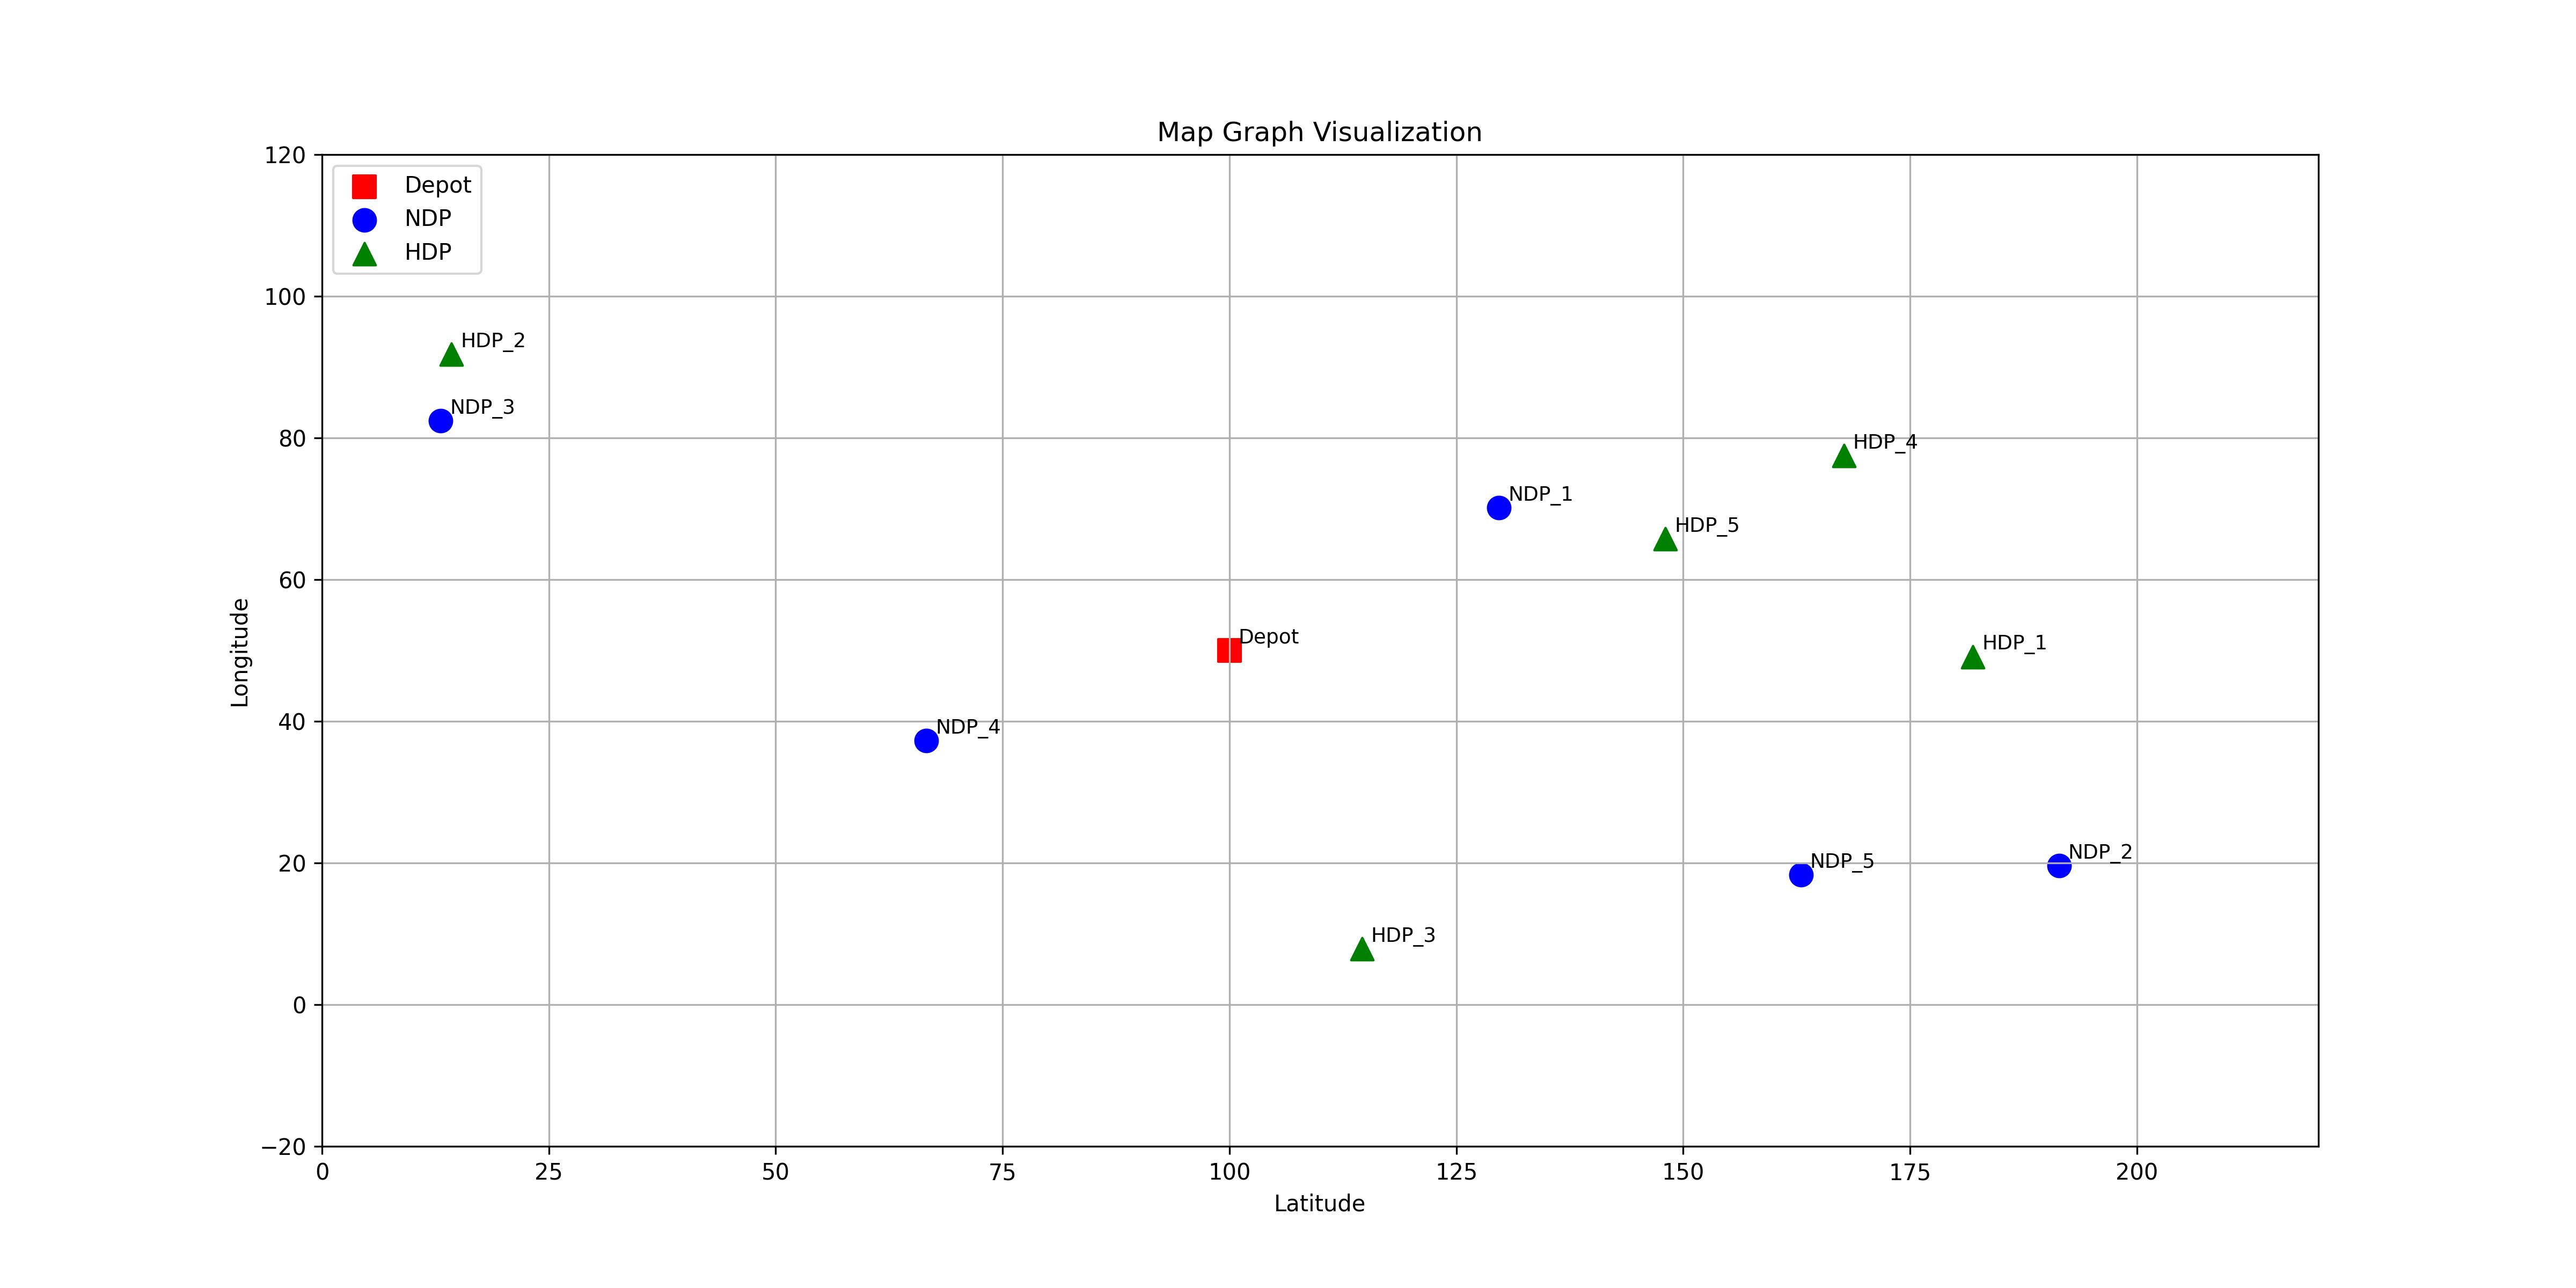 Map Graph Visualization
120
100
80
60
40
20
0
−20
Longitude
Depot
NDP
HDP
HDP_2
NDP_3
HDP_4
NDP_1
HDP_5
Depot
HDP_1
NDP_4
NDP_2
NDP_5
HDP_3
0 25 50 75 100 125 150 175 200
Latitude